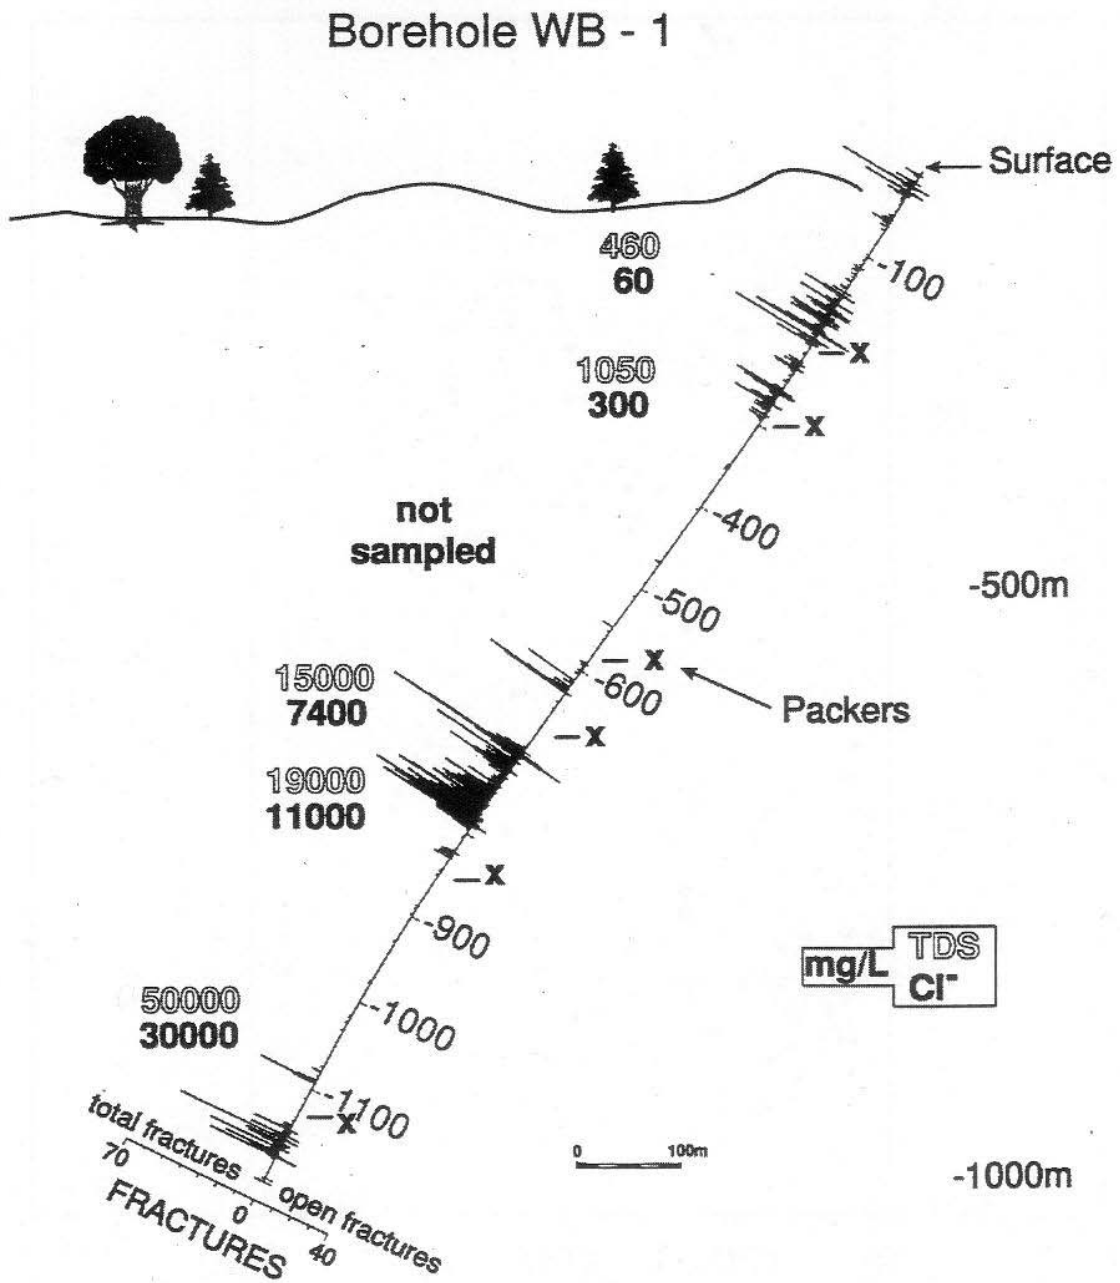 Borehole WB - 1
Surface
460
60
-100
X
1050
300
X
-400
not
sampled
-500m
-500
X
-600
Packers
15000
7400
X
19000
11000
X
-900
TDS
mg/L
Cl⁻
50000
30000
-1000
-1100
X
total fractures
70
0
40
open fractures
FRACTURES
0 100m
-1000m